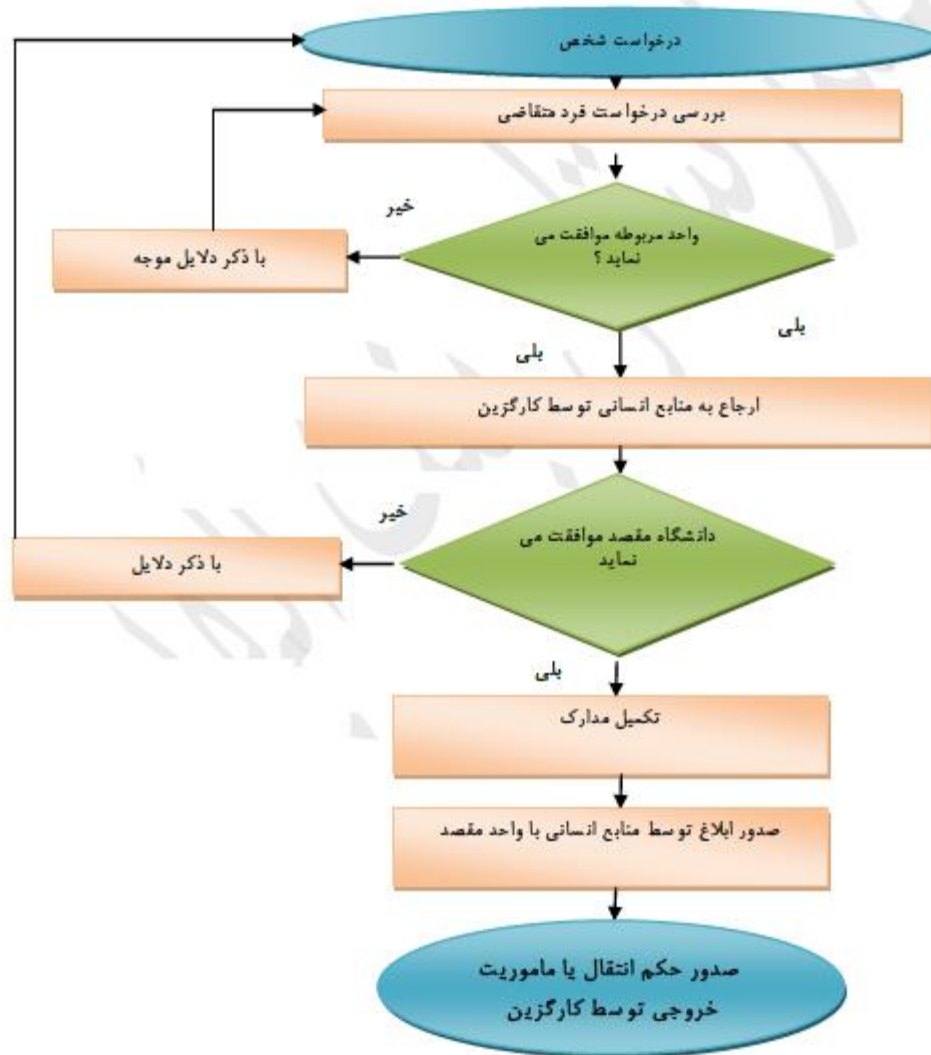 درخواست شخص
بررسی درخواست فرد متقاضی
خیر
واحد مربوطه موافقت می
نماید ؟
با ذکر دلایل موجه
بلی
بلی
ارجاع به منابع انسانی توسط کارگزین
خیر
دانشگاه مقصد موافقت می
نماید
با ذکر دلایل
بلی
تکمیل مدارک
صدور ابلاغ توسط منابع انسانی با واحد مقصد
صدور حکم انتقال یا ماموریت
خروجی توسط کارگزین